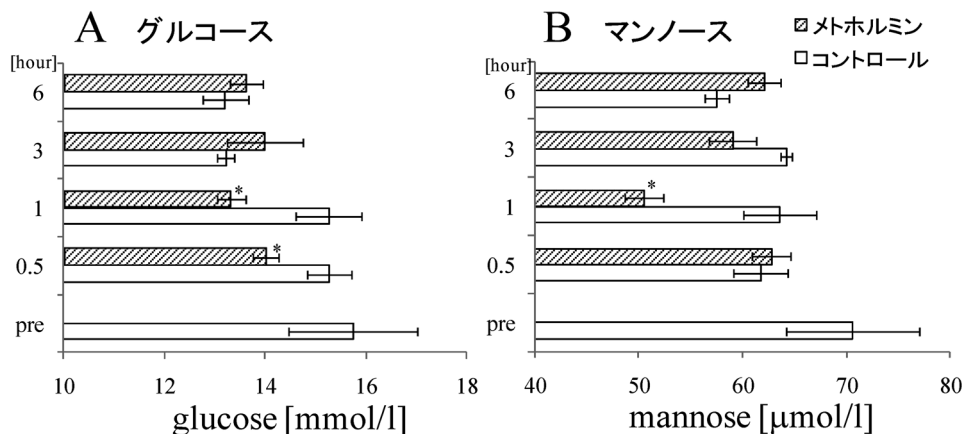 A グルコース
B マンノース
メトホルミン
コントロール
[hour]
6
3
1
0.5
pre
*
*
10 12 14 16 18
glucose [mmol/l]
[hour]
6
3
1
0.5
pre
*
40 50 60 70 80
mannose [μmol/l]